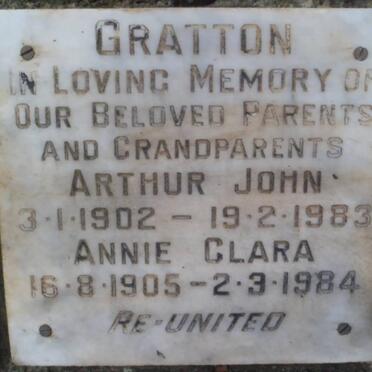 GRATTON
IN LOVING MEMORY OF
OUR BELOVED PARENTS
AND GRANDPARENTS
ARTHUR JOHN
3·1·1902 – 19·2·1983
ANNIE CLARA
16·8·1905 – 2·3·1984
RE-UNITED